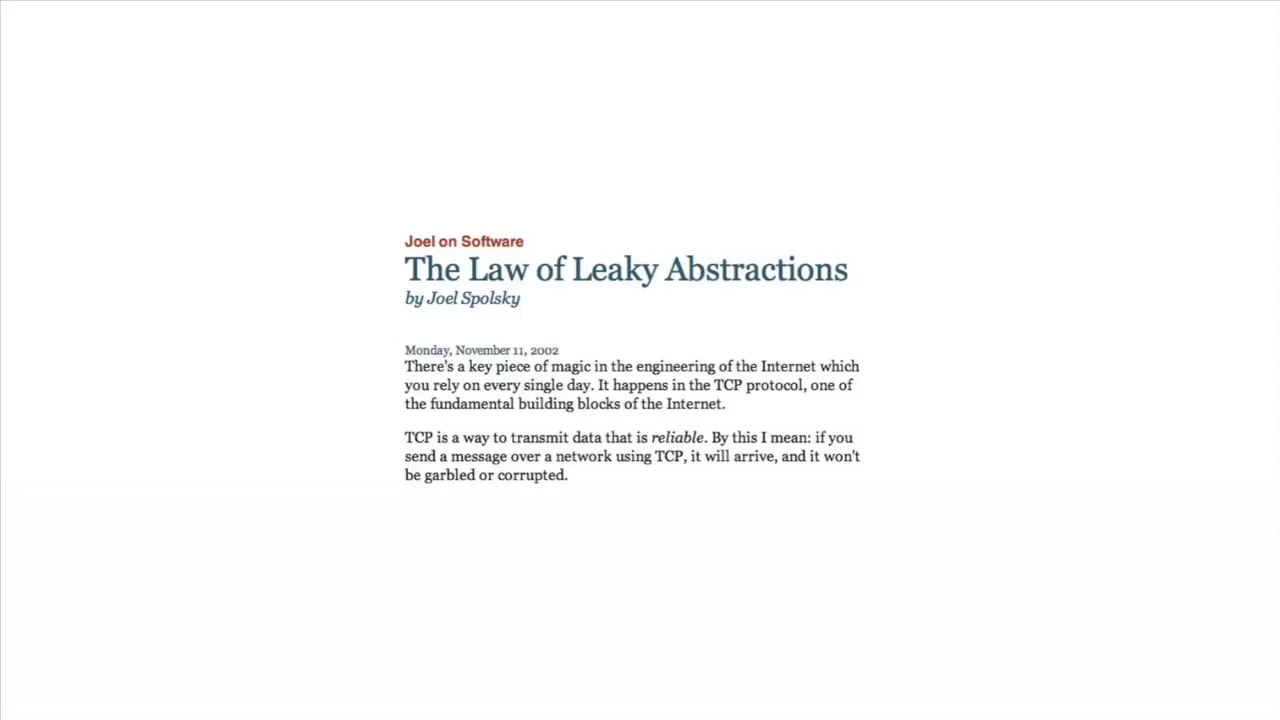 Joel on Software
The Law of Leaky Abstractions
by Joel Spolsky
Monday, November 11, 2002
There's a key piece of magic in the engineering of the Internet which
you rely on every single day. It happens in the TCP protocol, one of
the fundamental building blocks of the Internet.
TCP is a way to transmit data that is reliable. By this I mean: if you
send a message over a network using TCP, it will arrive, and it won't
be garbled or corrupted.